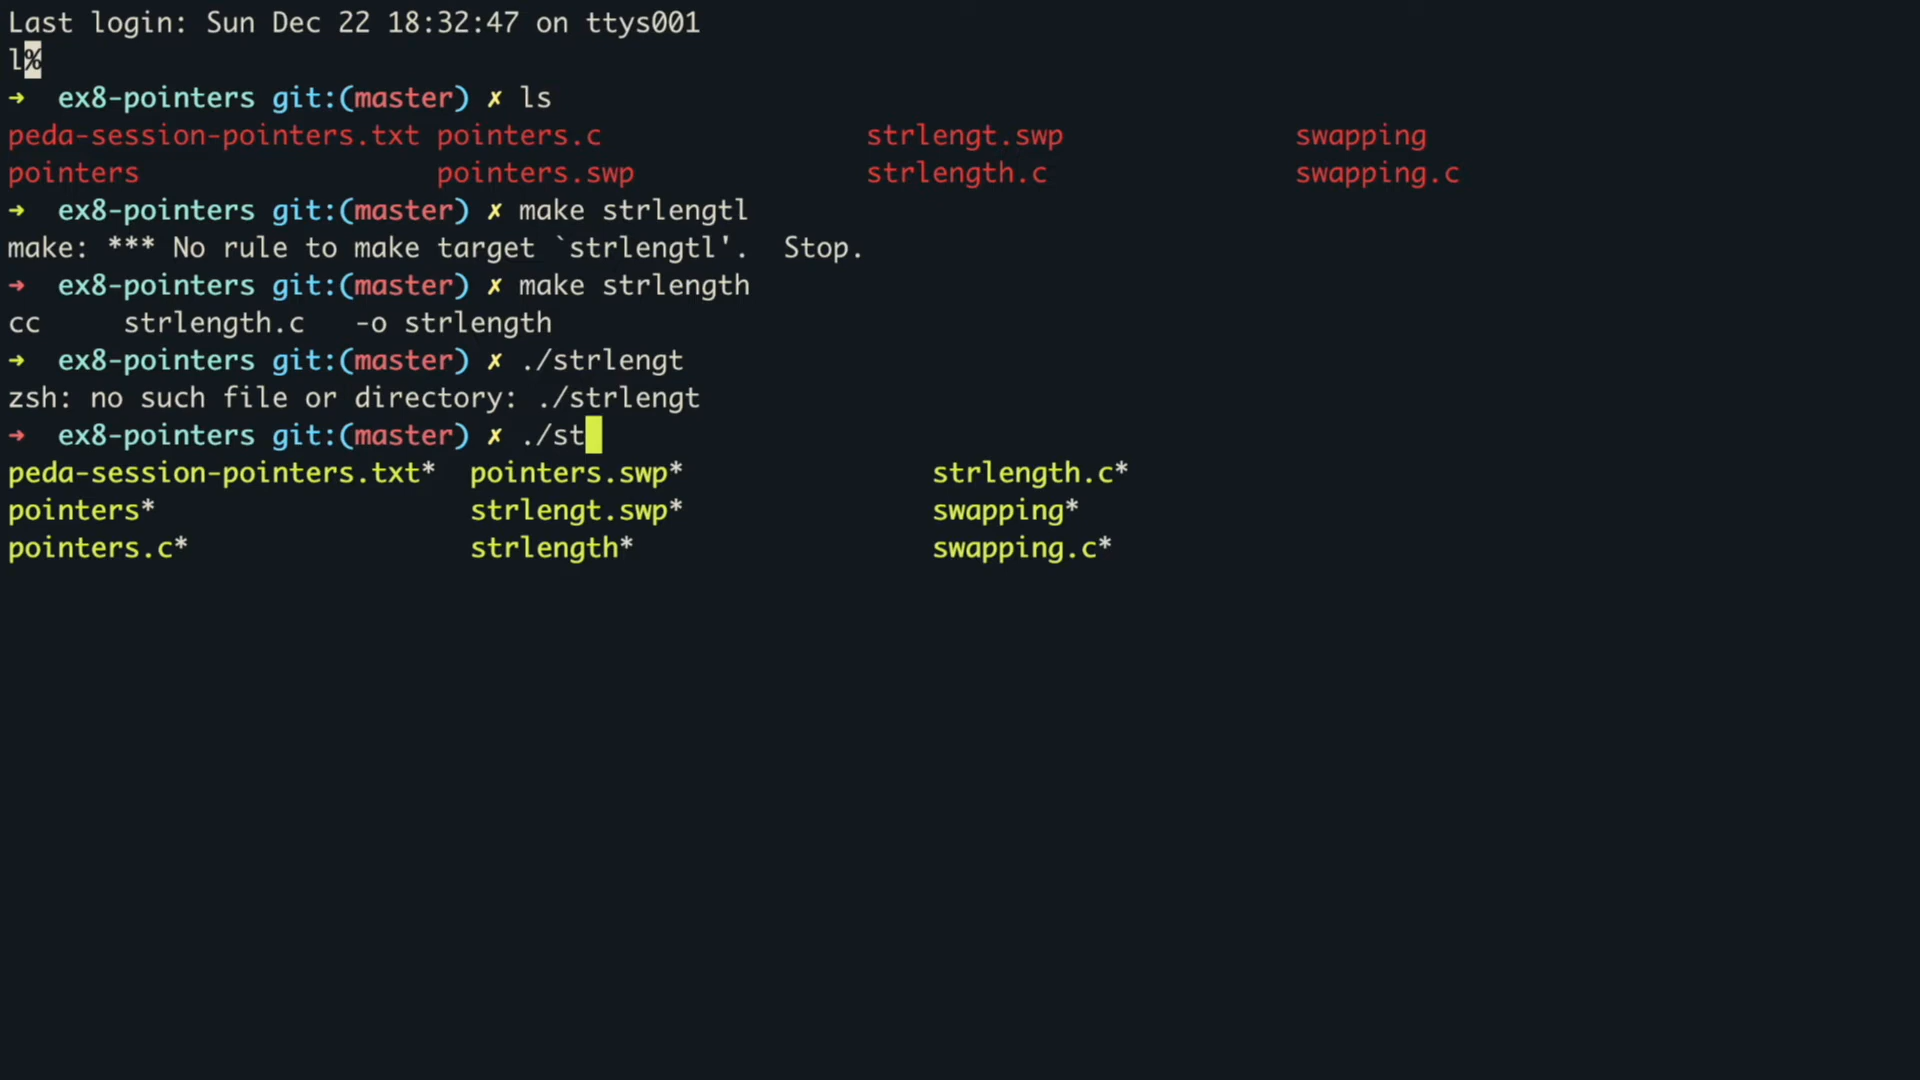 Last login: Sun Dec 22 18:32:47 on ttys001
l%
➜  ex8-pointers git:(master) ✗ ls
peda-session-pointers.txt pointers.c                strlengt.swp              swapping
pointers                  pointers.swp              strlength.c               swapping.c
➜  ex8-pointers git:(master) ✗ make strlengtl
make: *** No rule to make target `strlengtl'.  Stop.
➜  ex8-pointers git:(master) ✗ make strlength
cc     strlength.c   -o strlength
➜  ex8-pointers git:(master) ✗ ./strlengt
zsh: no such file or directory: ./strlengt
➜  ex8-pointers git:(master) ✗ ./st
peda-session-pointers.txt*  pointers.swp*               strlength.c*
pointers*                   strlengt.swp*               swapping*
pointers.c*                 strlength*                  swapping.c*